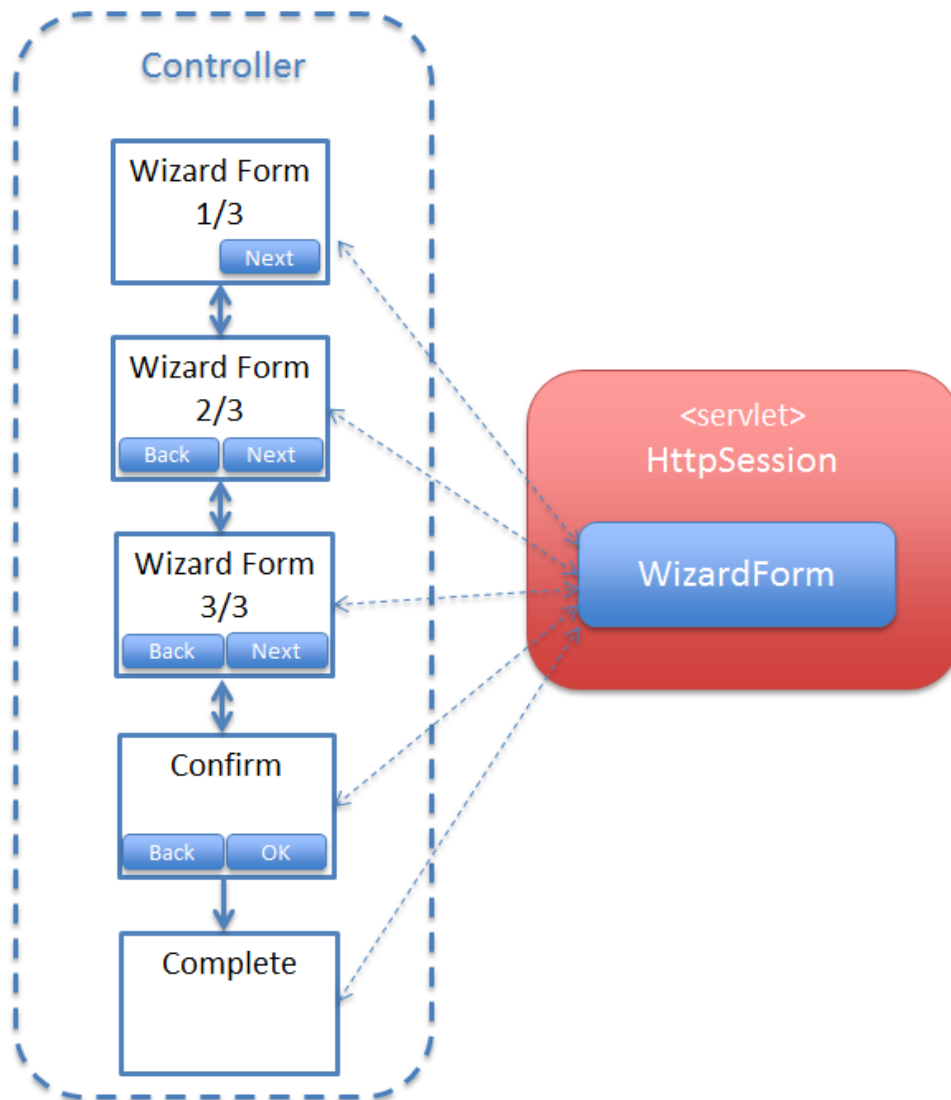 Controller
Wizard Form
1/3
Next
Wizard Form
2/3
Back Next
Wizard Form
3/3
Back Next
Confirm
Back OK
Complete
<servlet>
HttpSession
WizardForm